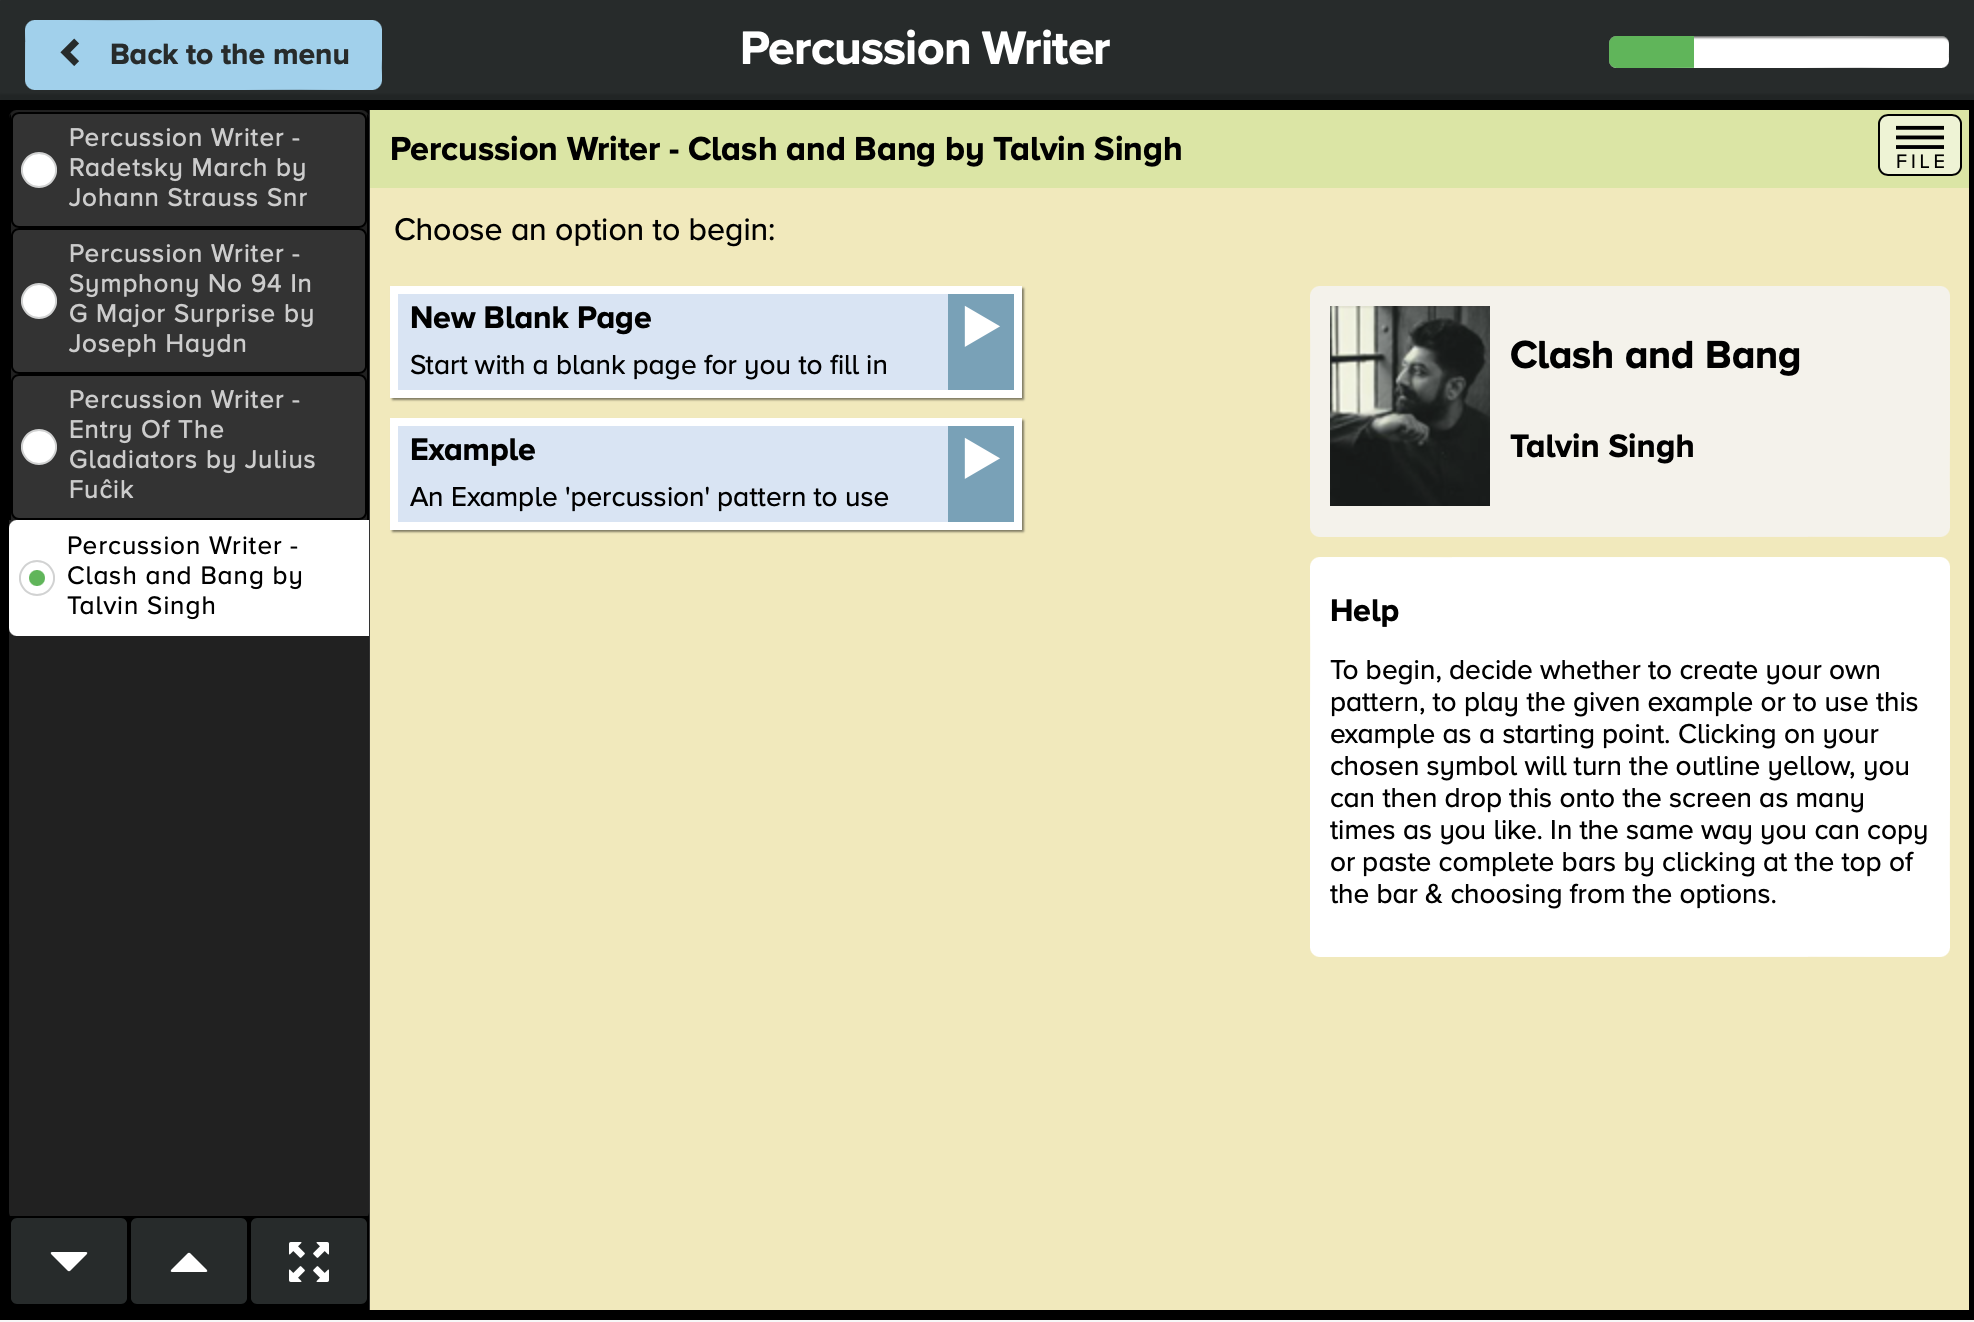 Back to the menu
Percussion Writer
Percussion Writer -
Radetsky March by
Johann Strauss Snr
Percussion Writer -
Symphony No 94 In
G Major Surprise by
Joseph Haydn
Percussion Writer -
Entry Of The
Gladiators by Julius
Fuĉik
Percussion Writer -
Clash and Bang by
Talvin Singh
Percussion Writer - Clash and Bang by Talvin Singh
FILE
Choose an option to begin:
New Blank Page
Start with a blank page for you to fill in
Example
An Example 'percussion' pattern to use
Clash and Bang
Talvin Singh
Help
To begin, decide whether to create your own
pattern, to play the given example or to use this
example as a starting point. Clicking on your
chosen symbol will turn the outline yellow, you
can then drop this onto the screen as many
times as you like. In the same way you can copy
or paste complete bars by clicking at the top of
the bar & choosing from the options.